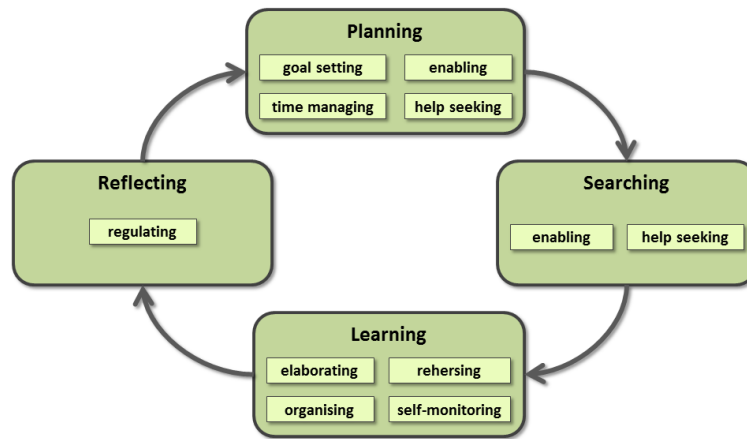 Planning
goal setting
enabling
time managing
help seeking
Reflecting
regulating
Searching
enabling
help seeking
Learning
elaborating
rehersing
organising
self-monitoring